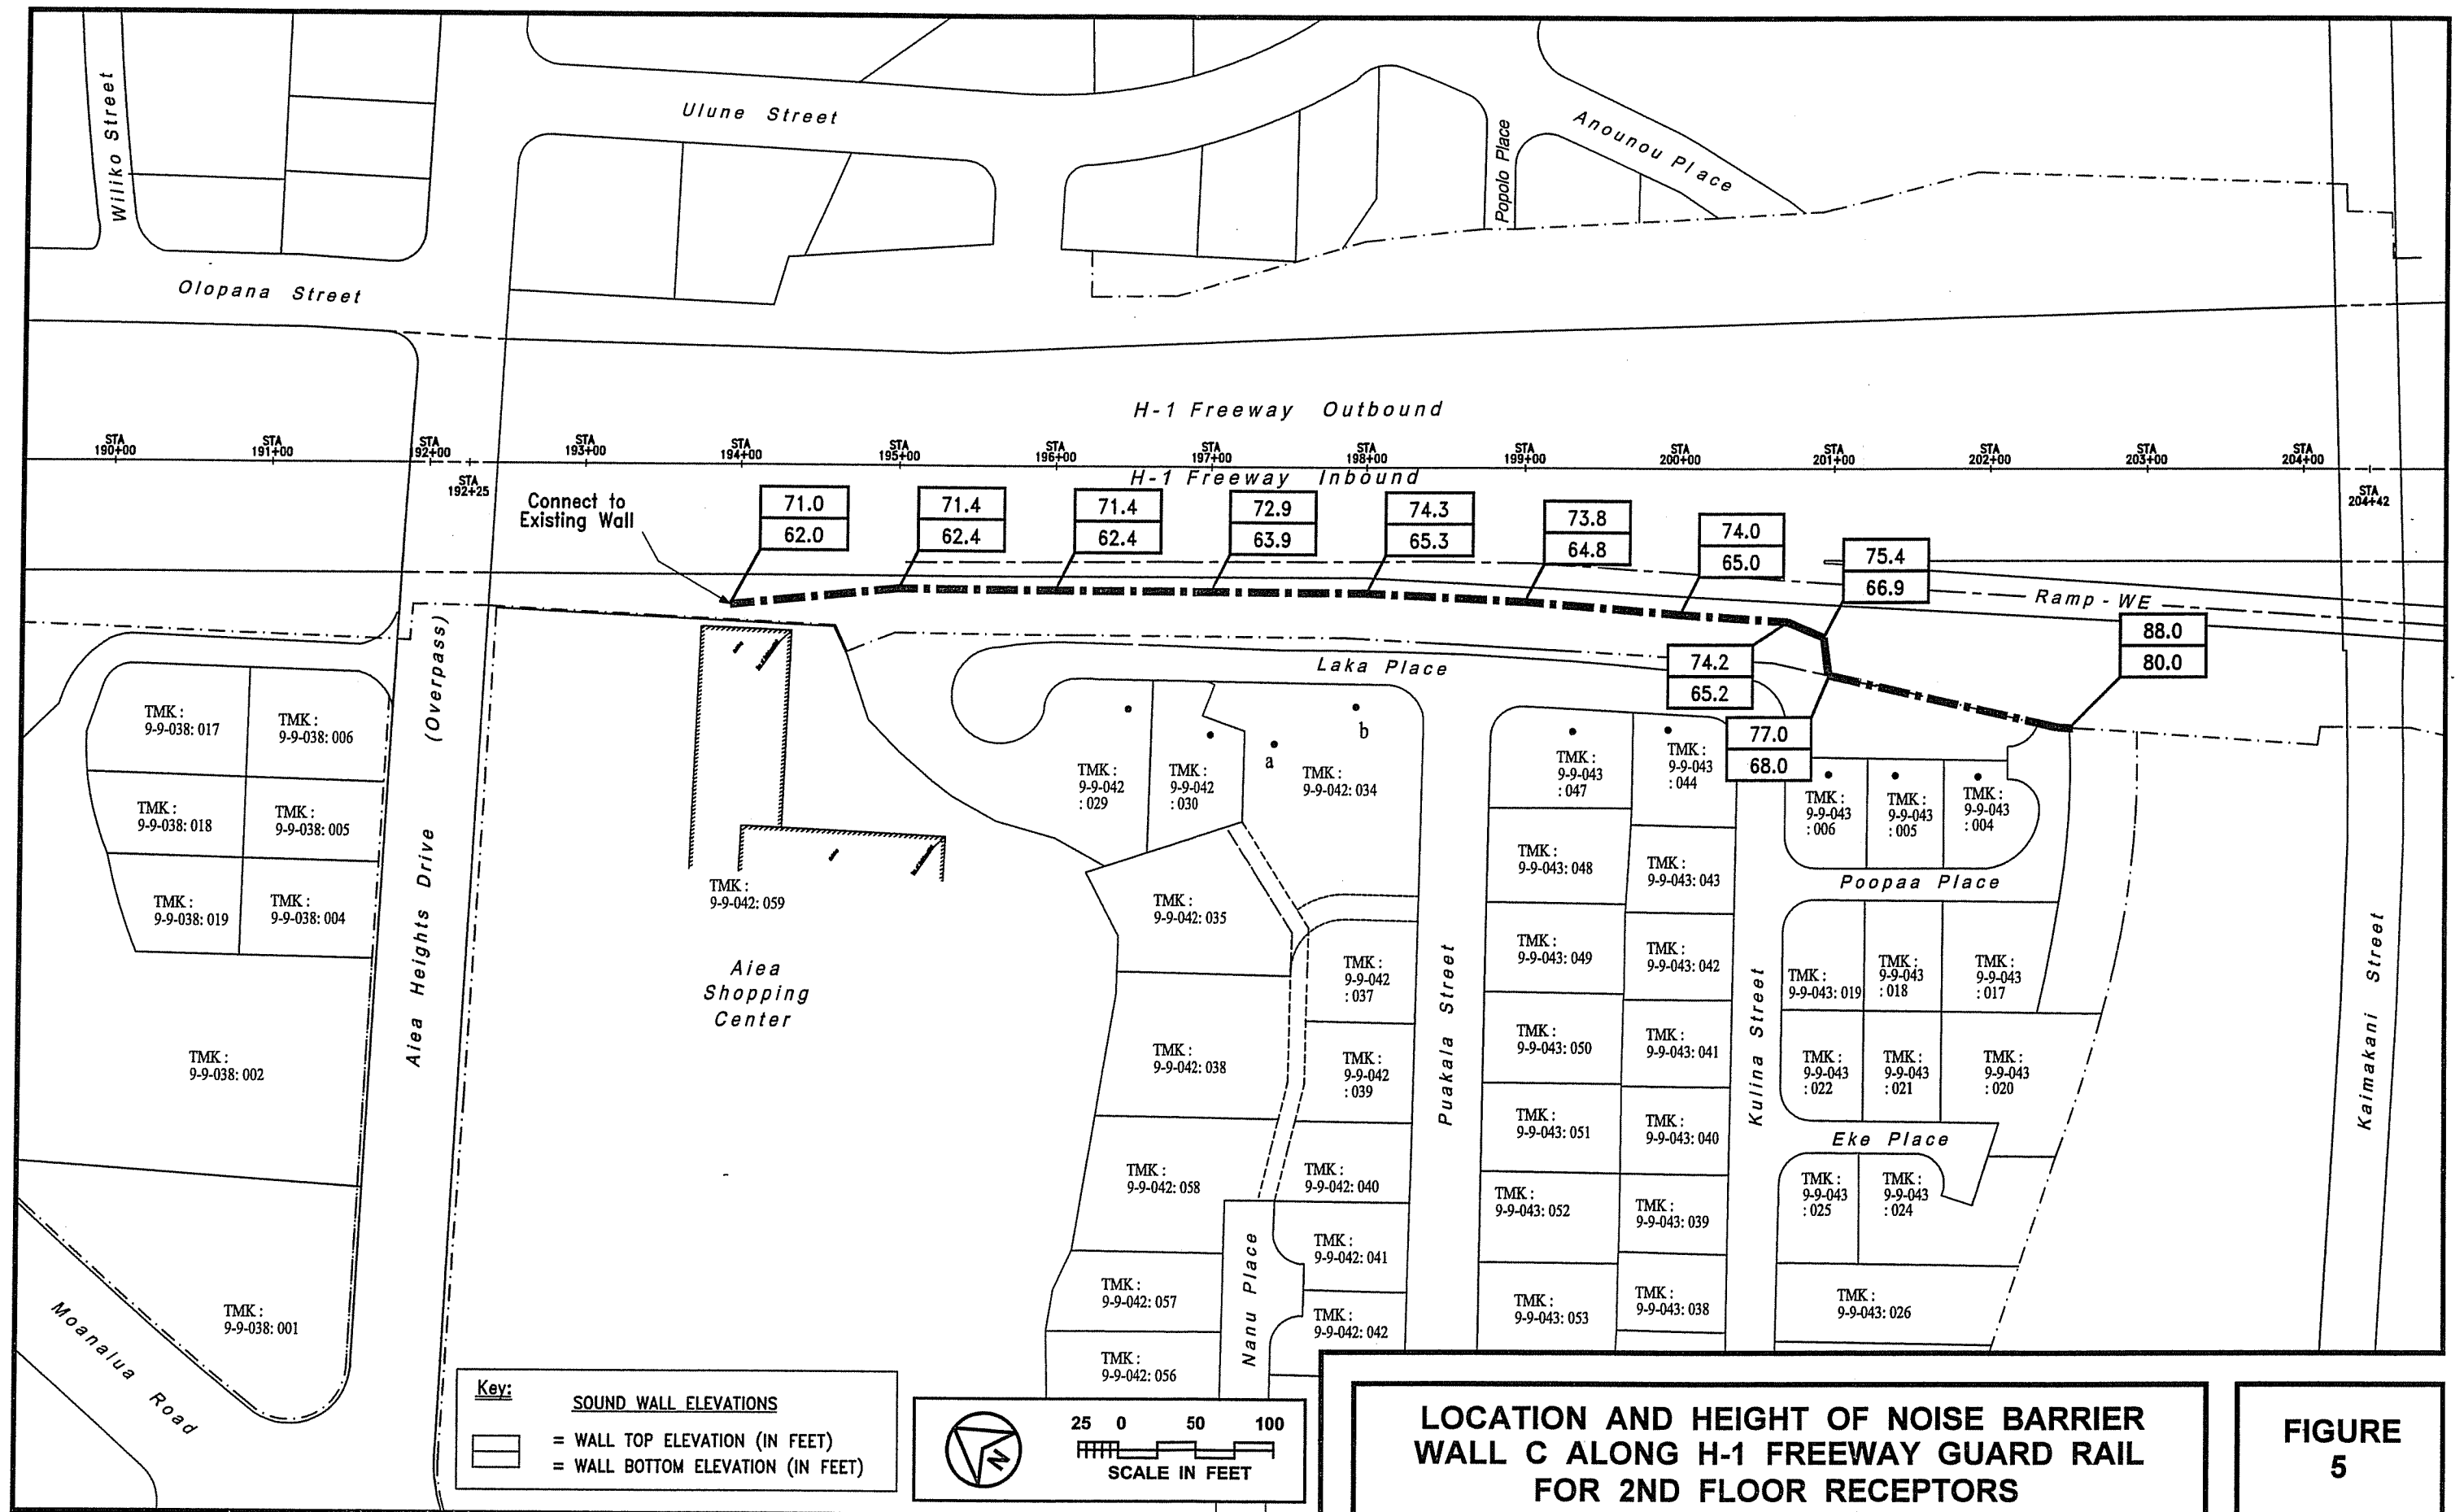 Wiliko Street
Ulune Street
Popolo Place
Anounou Place
Olopana Street
H-1 Freeway Outbound
STA
190+00
STA
191+00
STA
192+00
STA
193+00
STA
194+00
STA
195+00
STA
196+00
STA
197+00
STA
198+00
STA
199+00
STA
200+00
STA
201+00
STA
202+00
STA
203+00
STA
204+00
STA
192+25
H-1 Freeway Inbound
STA
204+42
Connect to
Existing Wall
71.0
62.0
71.4
62.4
71.4
62.4
72.9
63.9
74.3
65.3
73.8
64.8
74.0
65.0
75.4
66.9
Ramp-WE
88.0
80.0
74.2
65.2
77.0
68.0
Laka Place
Aiea Heights Drive (Overpass)
TMK :
9-9-038: 017
TMK :
9-9-038: 006
TMK :
9-9-038: 018
TMK :
9-9-038: 005
TMK :
9-9-038: 019
TMK :
9-9-038: 004
TMK :
9-9-038: 002
TMK :
9-9-038: 001
Moanalua Road
TMK :
9-9-042: 059
Aiea
Shopping
Center
TMK :
9-9-042
: 029
TMK :
9-9-042
: 030
a
b
TMK :
9-9-042: 034
TMK :
9-9-042: 035
TMK :
9-9-042
: 037
TMK :
9-9-042: 038
TMK :
9-9-042
: 039
TMK :
9-9-042: 058
TMK :
9-9-042: 040
TMK :
9-9-042: 041
TMK :
9-9-042: 057
TMK :
9-9-042: 042
TMK :
9-9-042: 056
Nanu Place
Puakala Street
TMK :
9-9-043
: 047
TMK :
9-9-043
: 044
TMK :
9-9-043: 048
TMK :
9-9-043: 043
TMK :
9-9-043: 049
TMK :
9-9-043: 042
TMK :
9-9-043: 050
TMK :
9-9-043: 041
TMK :
9-9-043: 051
TMK :
9-9-043: 040
TMK :
9-9-043: 052
TMK :
9-9-043: 039
TMK :
9-9-043: 053
TMK :
9-9-043: 038
Kulina Street
TMK :
9-9-043
: 006
TMK :
9-9-043
: 005
TMK :
9-9-043
: 004
Poopaa Place
TMK :
9-9-043: 019
TMK :
9-9-043
: 018
TMK :
9-9-043
: 017
TMK :
9-9-043
: 022
TMK :
9-9-043
: 021
TMK :
9-9-043
: 020
Eke Place
TMK :
9-9-043
: 025
TMK :
9-9-043
: 024
TMK :
9-9-043: 026
Kaimakani Street
Key:
SOUND WALL ELEVATIONS
= WALL TOP ELEVATION (IN FEET)
= WALL BOTTOM ELEVATION (IN FEET)
N
25 0 50 100
SCALE IN FEET
LOCATION AND HEIGHT OF NOISE BARRIER
WALL C ALONG H-1 FREEWAY GUARD RAIL
FOR 2ND FLOOR RECEPTORS
FIGURE
5